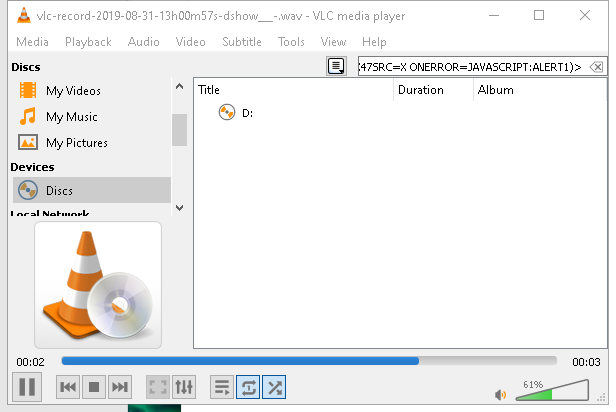 vlc-record-2019-08-31-13h00m57s-dshow__-.wav - VLC media player
Media Playback Audio Video Subtitle Tools View Help
Discs
(47SRC=X ONERROR=JAVASCRIPT:ALERT1)>
My Videos
My Music
My Pictures
Devices
Discs
Local Network
Title Duration Album
D:
00:02
00:03
61%